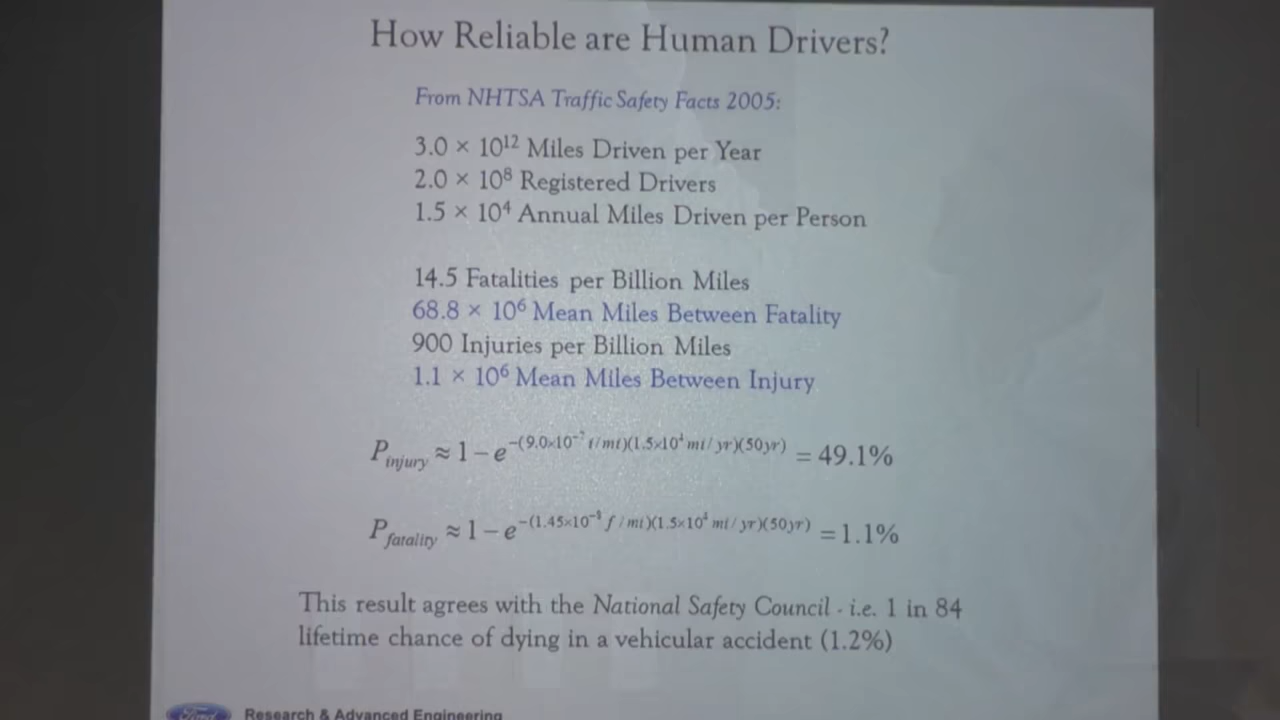 How Reliable are Human Drivers?
From NHTSA Traffic Safety Facts 2005:
3.0 × 10¹² Miles Driven per Year
2.0 × 10⁸ Registered Drivers
1.5 × 10⁴ Annual Miles Driven per Person
14.5 Fatalities per Billion Miles
68.8 × 10⁶ Mean Miles Between Fatality
900 Injuries per Billion Miles
1.1 × 10⁶ Mean Miles Between Injury
P_injury ≈ 1 − e^−(9.0×10⁻⁷ i/mi)(1.5×10⁴ mi/yr)(50yr) = 49.1%
P_fatality ≈ 1 − e^−(1.45×10⁻⁸ f/mi)(1.5×10⁴ mi/yr)(50yr) = 1.1%
This result agrees with the National Safety Council - i.e. 1 in 84
lifetime chance of dying in a vehicular accident (1.2%)
Ford Research & Advanced Engineering